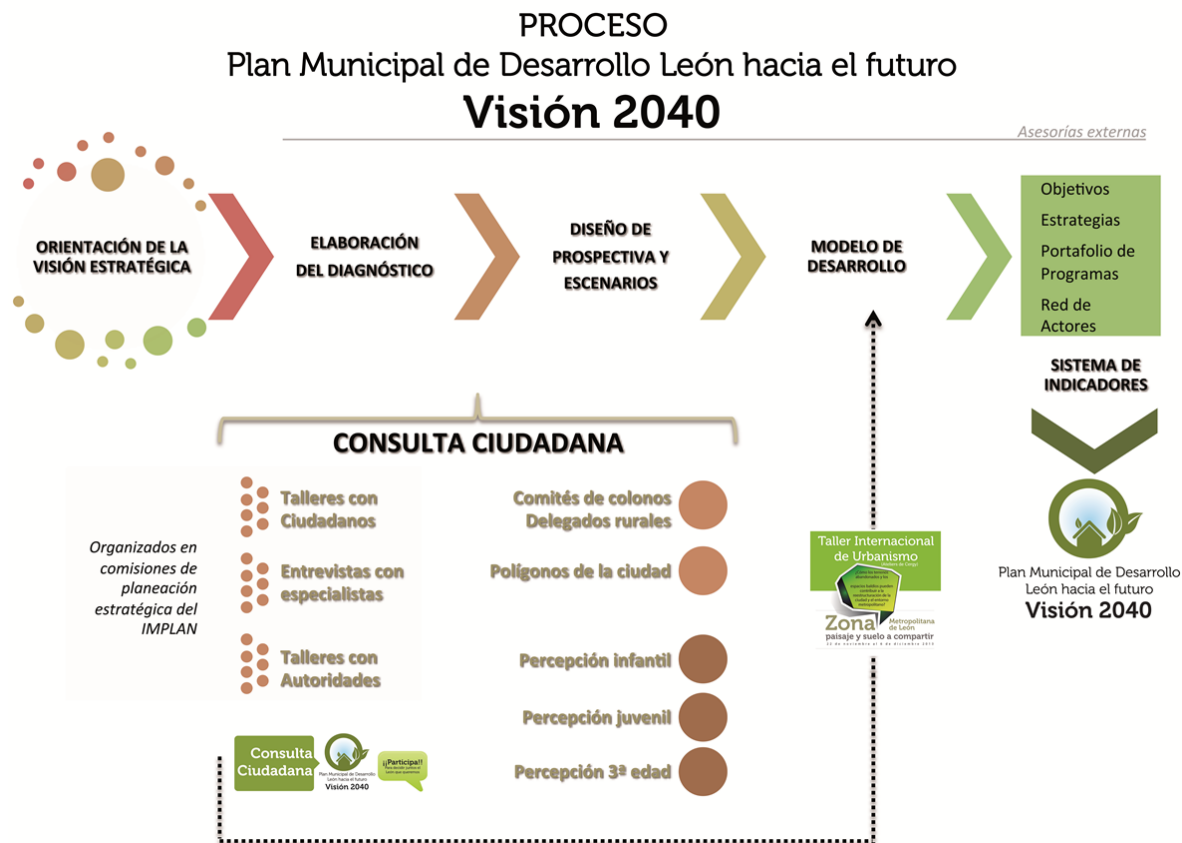 PROCESO
Plan Municipal de Desarrollo León hacia el futuro
Visión 2040
Asesorías externas
ORIENTACIÓN DE LA
VISIÓN ESTRATÉGICA
ELABORACIÓN
DEL DIAGNÓSTICO
DISEÑO DE
PROSPECTIVA Y
ESCENARIOS
MODELO DE
DESARROLLO
Objetivos
Estrategias
Portafolio de
Programas
Red de
Actores
SISTEMA DE
INDICADORES
Plan Municipal de Desarrollo
León hacia el futuro
Visión 2040
CONSULTA CIUDADANA
Organizados en
comisiones de
planeación
estratégica del
IMPLAN
Talleres con
Ciudadanos
Entrevistas con
especialistas
Talleres con
Autoridades
Comités de colonos
Delegados rurales
Polígonos de la ciudad
Percepción infantil
Percepción juvenil
Percepción 3ª edad
Taller Internacional
de Urbanismo
Zona
Metropolitana
de León
paisaje y suelo a compartir
Consulta
Ciudadana
Plan Municipal de Desarrollo
León hacia el futuro
Visión 2040
¡¡Participa!!